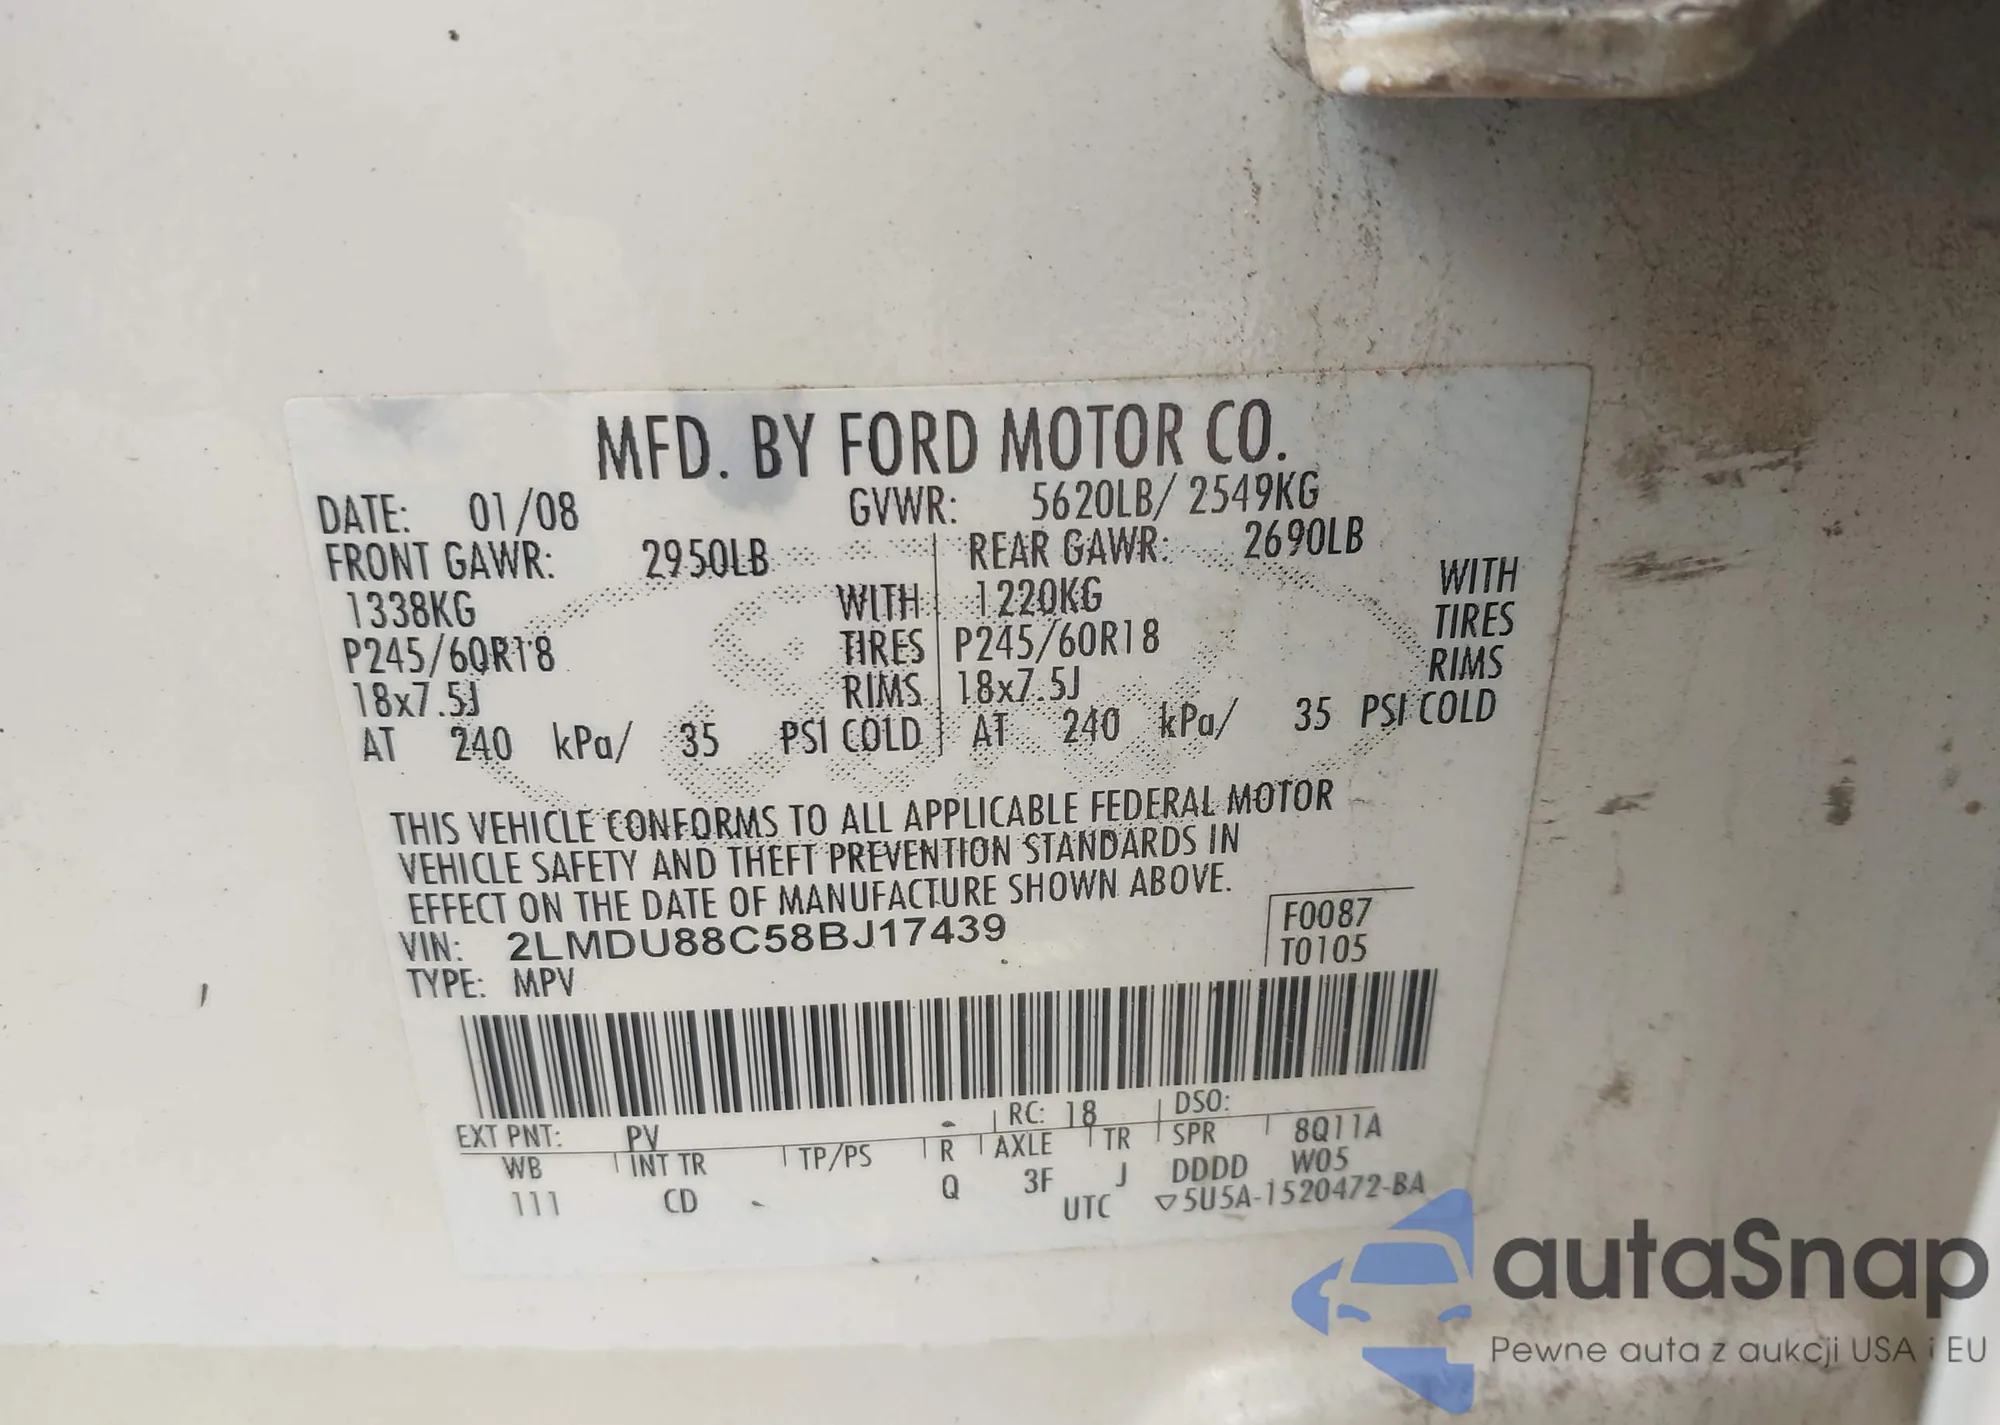 MFD. BY FORD MOTOR CO.
DATE: 01/08 GVWR: 5620LB/ 2549KG
FRONT GAWR: 2950LB REAR GAWR: 2690LB
1338KG WITH 1220KG WITH
P245/60R18 TIRES P245/60R18 TIRES
18x7.5J RIMS 18x7.5J RIMS
AT 240 kPa/ 35 PSI COLD AT 240 kPa/ 35 PSI COLD
THIS VEHICLE CONFORMS TO ALL APPLICABLE FEDERAL MOTOR
VEHICLE SAFETY AND THEFT PREVENTION STANDARDS IN
EFFECT ON THE DATE OF MANUFACTURE SHOWN ABOVE.
VIN: 2LMDU88C58BJ17439 F0087
TYPE: MPV T0105
EXT PNT: PV RC: 18 DSO:
WB INT TR TP/PS R AXLE TR SPR 8Q11A
111 CD - Q 3F J DDDD W05
UTC ▽5U5A-1520472-BA
autaSnap
Pewne auta z aukcji USA i EU